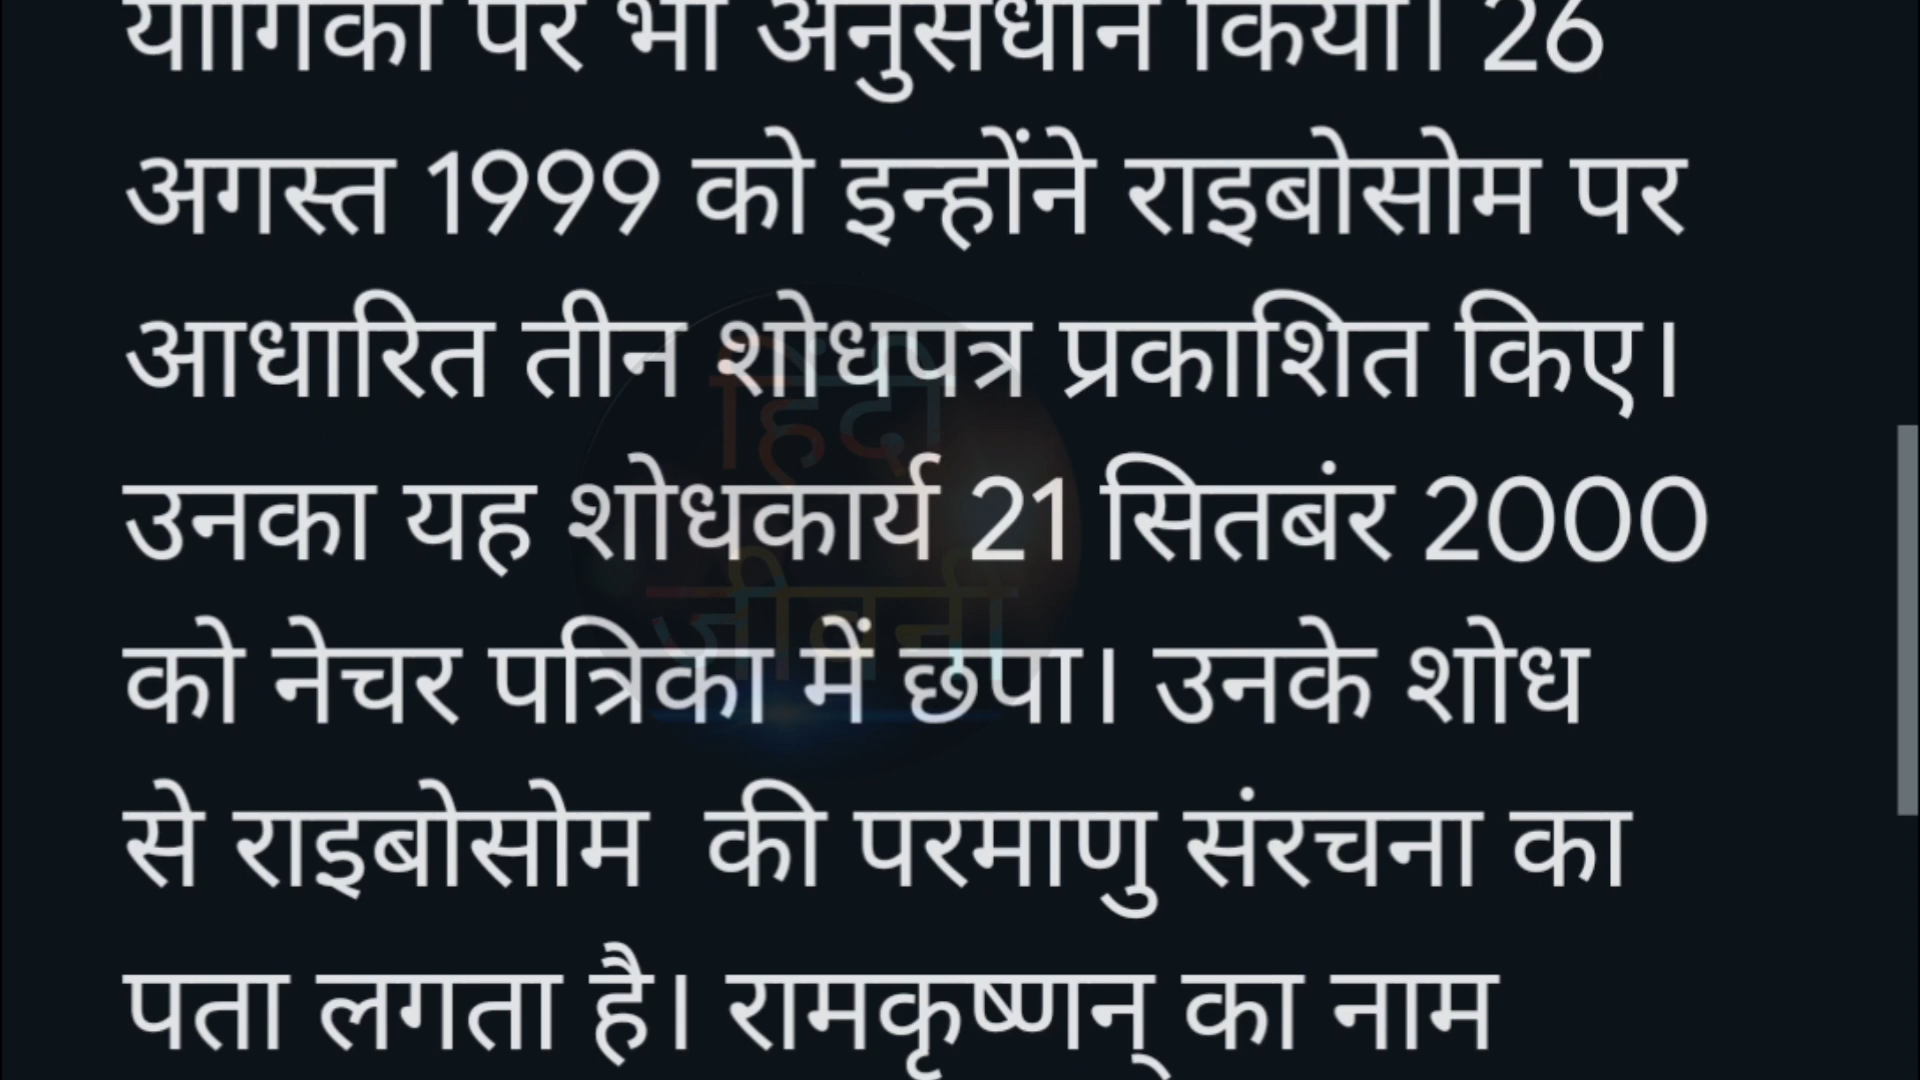 पर भी अनुसंधान किया। 26
अगस्त 1999 को इन्होंने राइबोसोम पर
आधारित तीन शोधपत्र प्रकाशित किए।
उनका यह शोधकार्य 21 सितबंर 2000
को नेचर पत्रिका में छपा। उनके शोध
से राइबोसोम की परमाणु संरचना का
पता लगता है। रामकृष्णन् का नाम
हिंदी
जीवनी